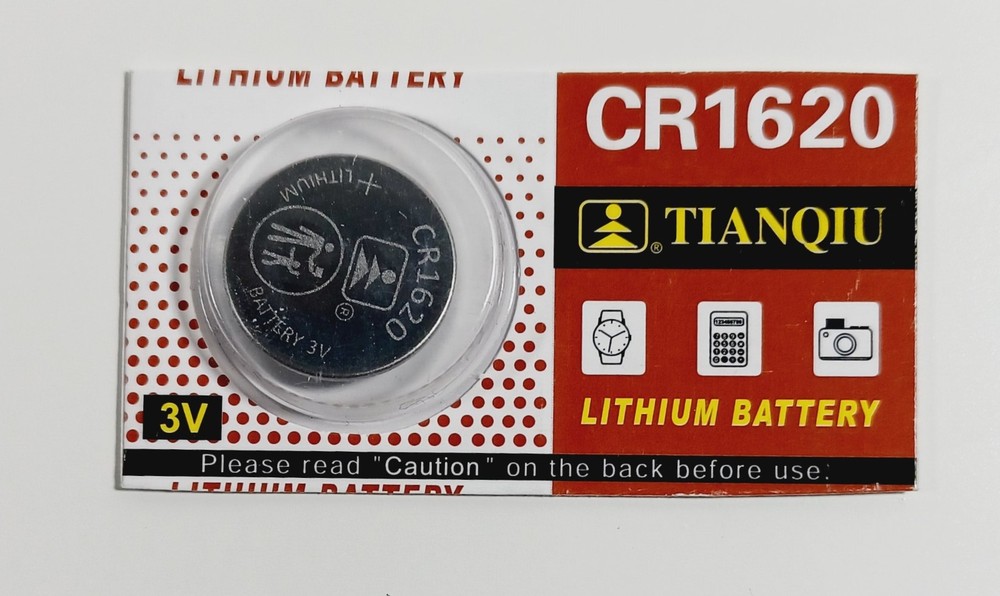 LITHIUM BATTERY
CR1620
® TIANQIU
LITHIUM +
CR1620
®
BATTERY 3V
1234567890
LITHIUM BATTERY
3V
Please read "Caution" on the back before use:
LITHIUM BATTERY